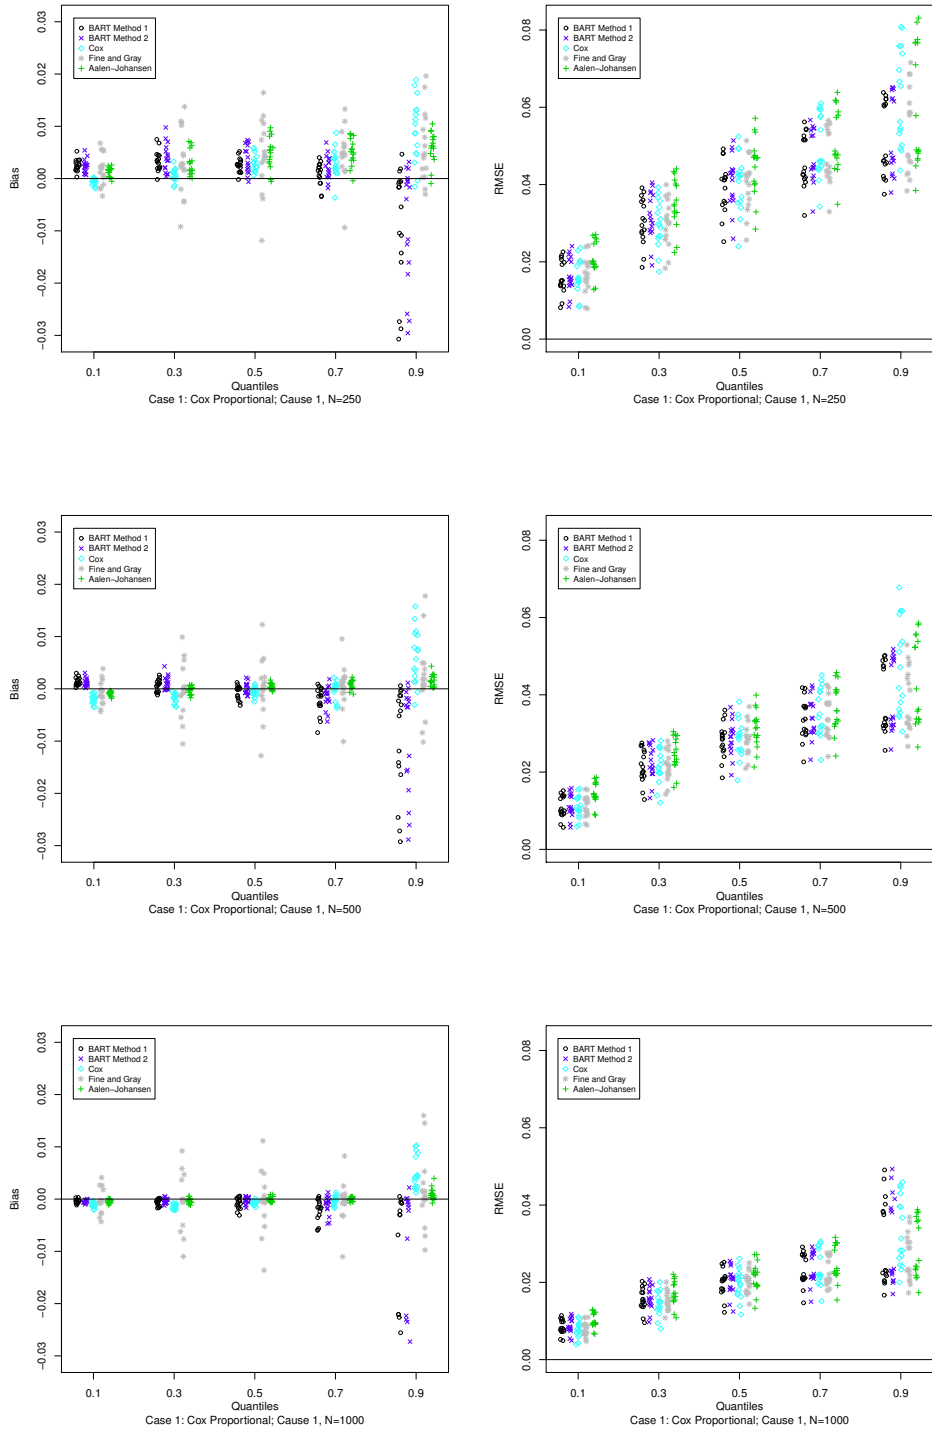 BART Method 1
BART Method 2
Cox
Fine and Gray
Aalen−Johansen
Bias
0.03
0.02
0.01
0.00
−0.01
−0.02
−0.03
0.1 0.3 0.5 0.7 0.9
Quantiles
Case 1: Cox Proportional; Cause 1, N=250
BART Method 1
BART Method 2
Cox
Fine and Gray
Aalen−Johansen
RMSE
0.08
0.06
0.04
0.02
0.00
0.1 0.3 0.5 0.7 0.9
Quantiles
Case 1: Cox Proportional; Cause 1, N=250
BART Method 1
BART Method 2
Cox
Fine and Gray
Aalen−Johansen
Bias
0.03
0.02
0.01
0.00
−0.01
−0.02
−0.03
0.1 0.3 0.5 0.7 0.9
Quantiles
Case 1: Cox Proportional; Cause 1, N=500
BART Method 1
BART Method 2
Cox
Fine and Gray
Aalen−Johansen
RMSE
0.08
0.06
0.04
0.02
0.00
0.1 0.3 0.5 0.7 0.9
Quantiles
Case 1: Cox Proportional; Cause 1, N=500
BART Method 1
BART Method 2
Cox
Fine and Gray
Aalen−Johansen
Bias
0.03
0.02
0.01
0.00
−0.01
−0.02
−0.03
0.1 0.3 0.5 0.7 0.9
Quantiles
Case 1: Cox Proportional; Cause 1, N=1000
BART Method 1
BART Method 2
Cox
Fine and Gray
Aalen−Johansen
RMSE
0.08
0.06
0.04
0.02
0.00
0.1 0.3 0.5 0.7 0.9
Quantiles
Case 1: Cox Proportional; Cause 1, N=1000